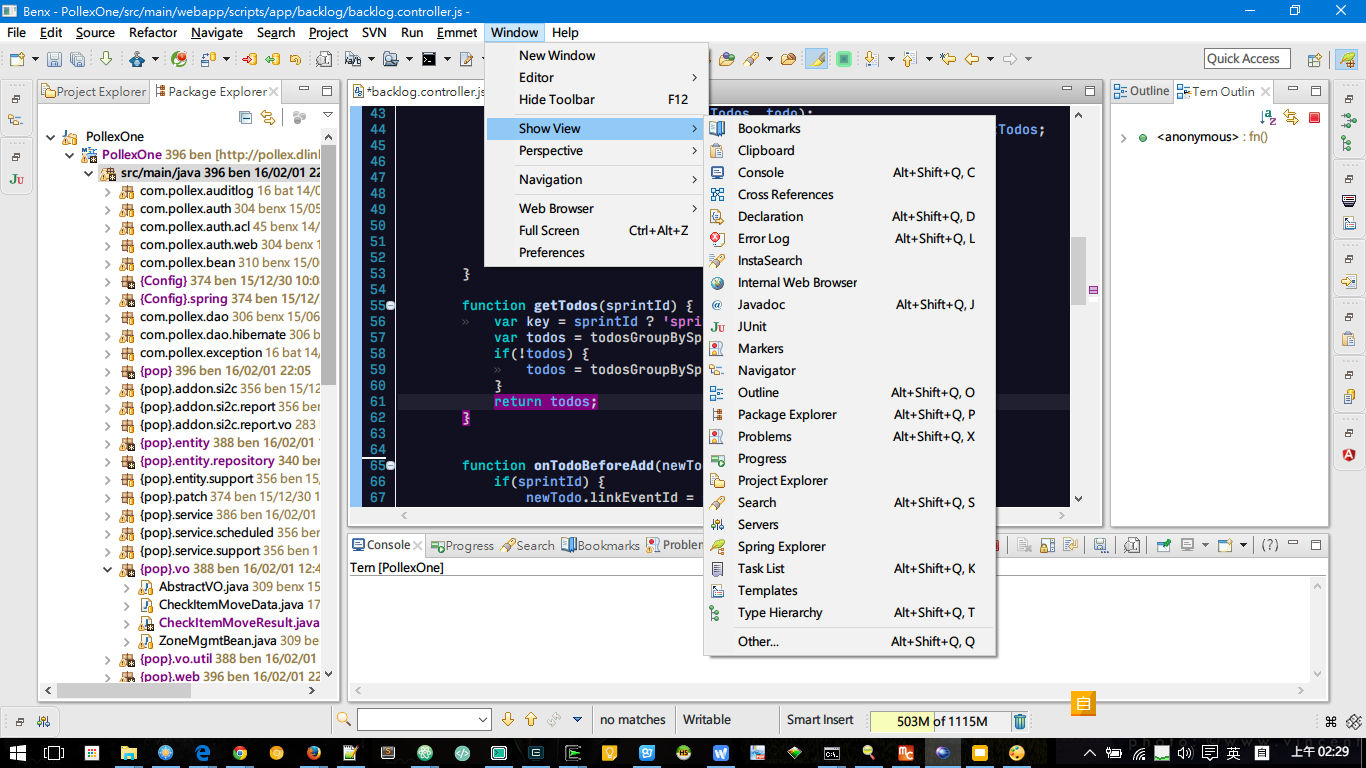 Benx - PollexOne/src/main/webapp/scripts/app/backlog/backlog.controller.js -
File Edit Source Refactor Navigate Search Project SVN Run Emmet Window Help
Quick Access
New Window
Editor
Hide Toolbar F12
Show View
Perspective
Navigation
Web Browser
Full Screen Ctrl+Alt+Z
Preferences
Bookmarks
Clipboard
Console Alt+Shift+Q, C
Cross References
Declaration Alt+Shift+Q, D
Error Log Alt+Shift+Q, L
InstaSearch
Internal Web Browser
Javadoc Alt+Shift+Q, J
JUnit
Markers
Navigator
Outline Alt+Shift+Q, O
Package Explorer Alt+Shift+Q, P
Problems Alt+Shift+Q, X
Progress
Project Explorer
Search Alt+Shift+Q, S
Servers
Spring Explorer
Task List Alt+Shift+Q, K
Templates
Type Hierarchy Alt+Shift+Q, T
Other... Alt+Shift+Q, Q
Project Explorer Package Explorer
PollexOne
PollexOne 396 ben [http://pollex.dlin
src/main/java 396 ben 16/02/01 22
com.pollex.auditlog 16 bat 14/0
com.pollex.auth 304 benx 15/05
com.pollex.auth.acl 45 benx 14/
com.pollex.auth.web 304 benx 1
com.pollex.bean 310 benx 15/0
{Config} 374 ben 15/12/30 10:0
{Config}.spring 374 ben 15/12/
com.pollex.dao 306 benx 15/06
com.pollex.dao.hibernate 306 b
com.pollex.exception 16 bat 14/
{pop} 396 ben 16/02/01 22:05
{pop}.addon.si2c 356 ben 15/12
{pop}.addon.si2c.report 356 ben
{pop}.addon.si2c.report.vo 283
{pop}.entity 388 ben 16/02/01 1
{pop}.entity.repository 340 ben
{pop}.entity.support 356 ben 15,
{pop}.patch 374 ben 15/12/30 1
{pop}.service 386 ben 16/02/01
{pop}.service.scheduled 356 ben
{pop}.service.support 356 ben 1
{pop}.vo 388 ben 16/02/01 12:4
AbstractVO.java 309 benx 15
CheckItemMoveData.java 17
CheckItemMoveResult.java
ZoneMgmtBean.java 309 be
{pop}.vo.util 388 ben 16/02/01
{pop}.web 396 ben 16/02/01 22
*backlog.controller.js
43 Todos, todo);
44 Todos;
45
46
47
48
49
50
51
52
53 }
54
55 function getTodos(sprintId) {
56 » var key = sprintId ? 'spri
57 var todos = todosGroupBySp
58 if(!todos) {
59 » todos = todosGroupBySp
60 }
61 return todos;
62 }
63
64
65 function onTodoBeforeAdd(newTo
66 if(sprintId) {
67 newTodo.linkEventId =
Outline Tern Outlin
<anonymous> : fn()
Console Progress Search Bookmarks Problem
Tern [PollexOne]
no matches Writable Smart Insert 503M of 1115M
自
英 自 上午 02:29